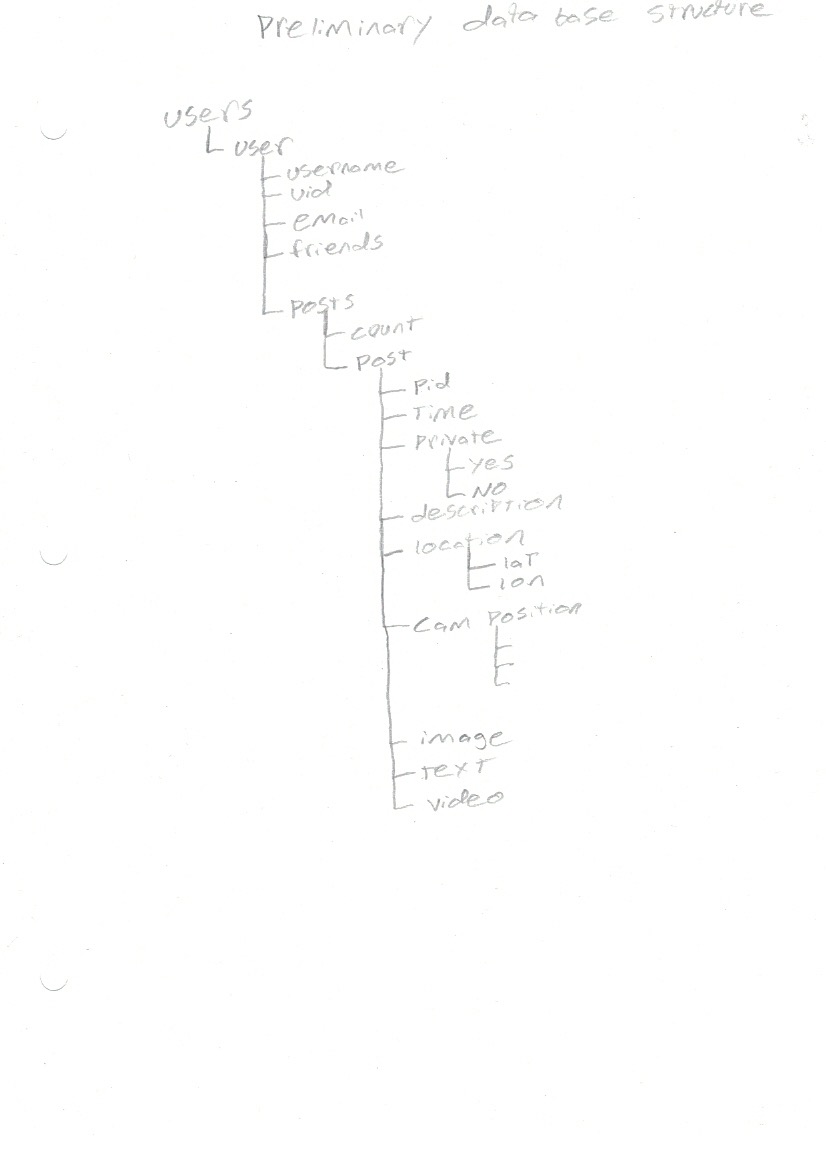 Preliminary data base structure
users
user
username
uid
email
friends
posts
count
post
pid
Time
private
yes
NO
description
location
lat
lon
Cam position
image
text
video